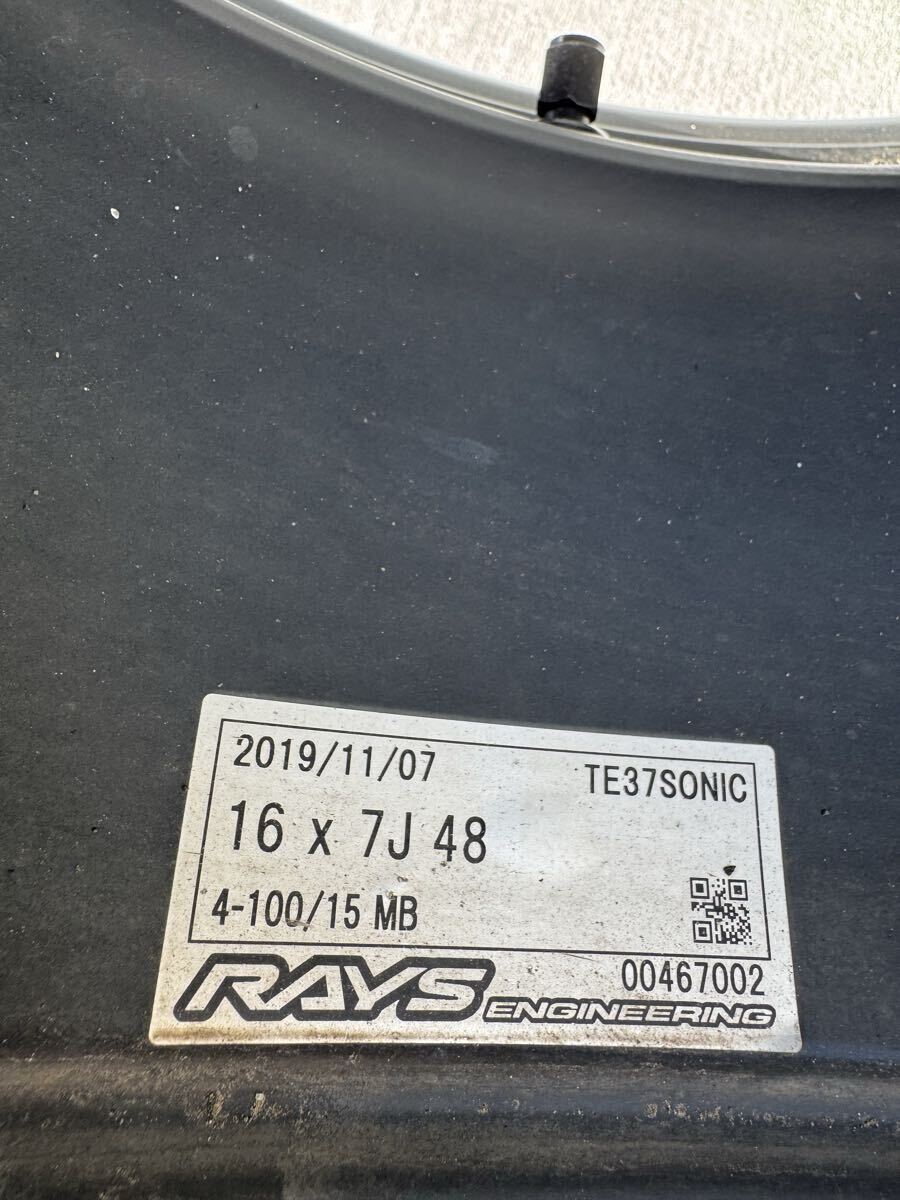 2019/11/07 TE37SONIC
16 x 7J 48
4-100/15 MB
RAYS ENGINEERING 00467002